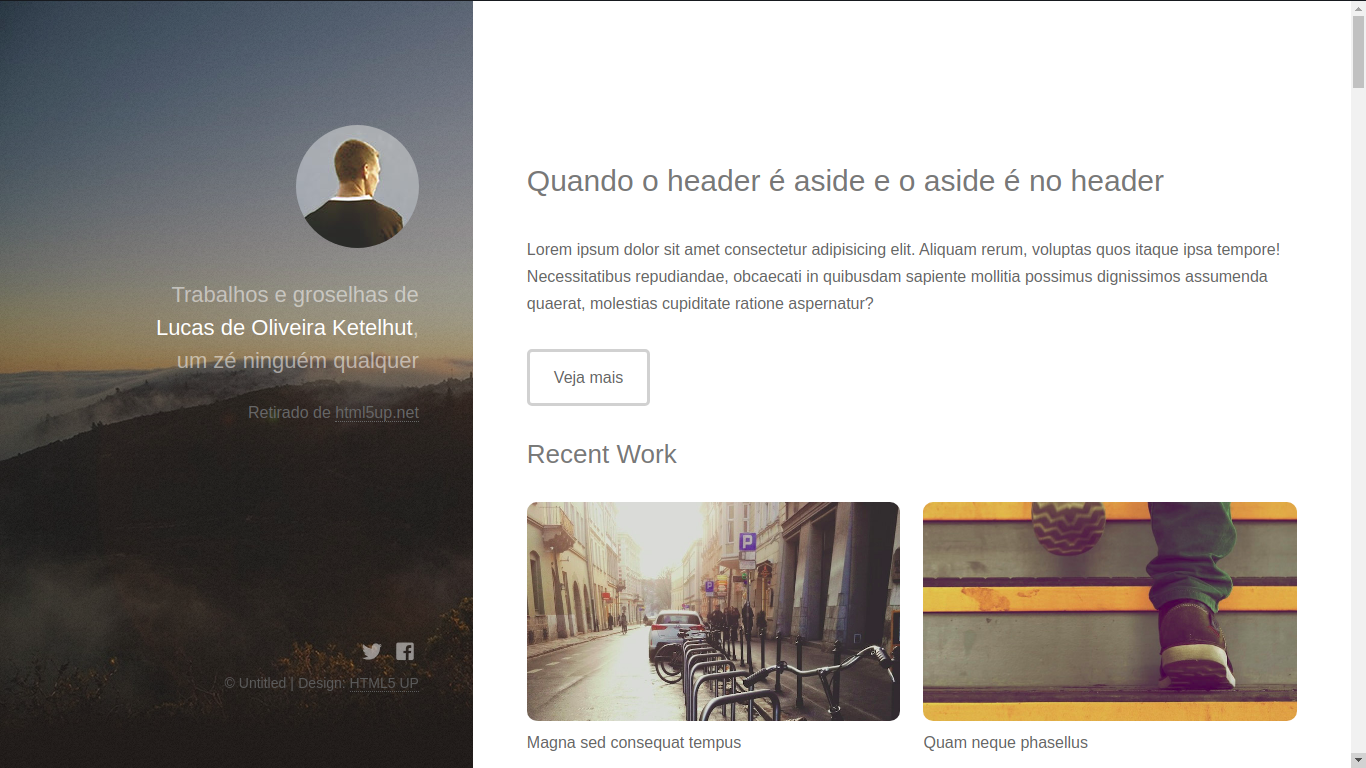 Trabalhos e groselhas de
Lucas de Oliveira Ketelhut,
um zé ninguém qualquer
Retirado de html5up.net
© Untitled | Design: HTML5 UP
Quando o header é aside e o aside é no header
Lorem ipsum dolor sit amet consectetur adipisicing elit. Aliquam rerum, voluptas quos itaque ipsa tempore!
Necessitatibus repudiandae, obcaecati in quibusdam sapiente mollitia possimus dignissimos assumenda
quaerat, molestias cupiditate ratione aspernatur?
Veja mais
Recent Work
P
P
Magna sed consequat tempus
Quam neque phasellus